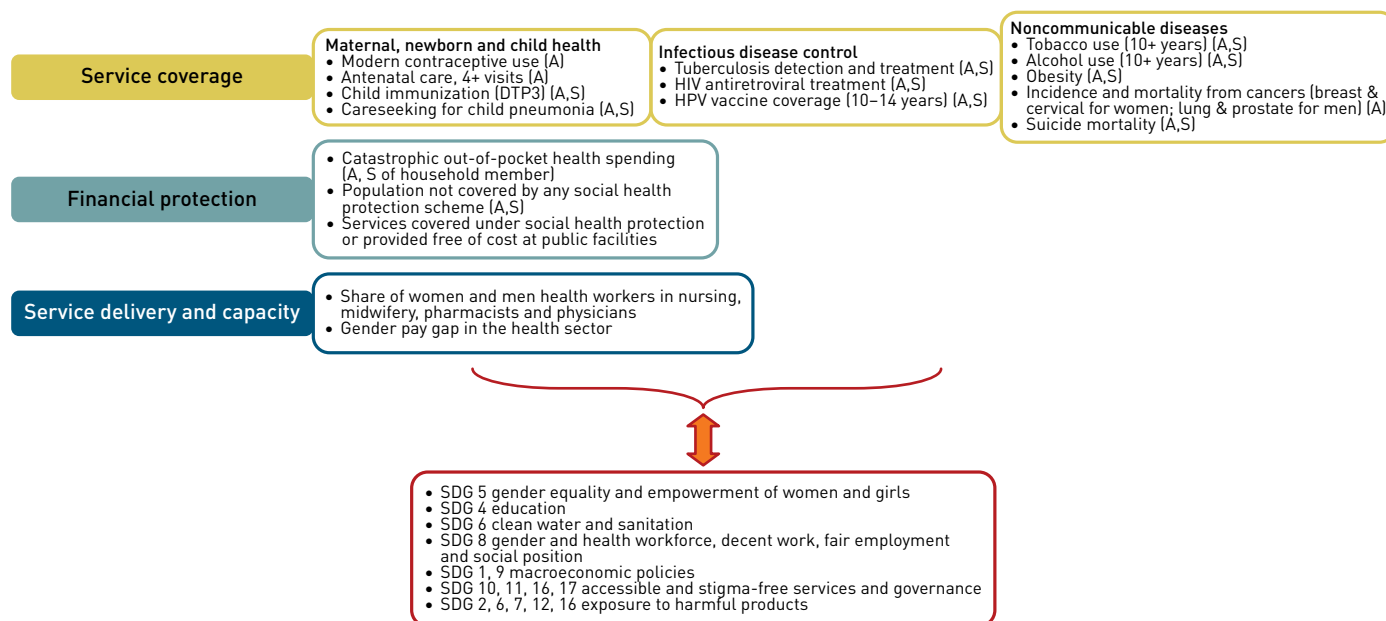 Service coverage
Maternal, newborn and child health
• Modern contraceptive use (A)
• Antenatal care, 4+ visits (A)
• Child immunization (DTP3) (A,S)
• Careseeking for child pneumonia (A,S)
Infectious disease control
• Tuberculosis detection and treatment (A,S)
• HIV antiretroviral treatment (A,S)
• HPV vaccine coverage (10–14 years) (A,S)
Noncommunicable diseases
• Tobacco use (10+ years) (A,S)
• Alcohol use (10+ years) (A,S)
• Obesity (A,S)
• Incidence and mortality from cancers (breast &
cervical for women; lung & prostate for men) (A)
• Suicide mortality (A,S)
Financial protection
• Catastrophic out-of-pocket health spending
(A, S of household member)
• Population not covered by any social health
protection scheme (A,S)
• Services covered under social health protection
or provided free of cost at public facilities
Service delivery and capacity
• Share of women and men health workers in nursing,
midwifery, pharmacists and physicians
• Gender pay gap in the health sector
• SDG 5 gender equality and empowerment of women and girls
• SDG 4 education
• SDG 6 clean water and sanitation
• SDG 8 gender and health workforce, decent work, fair employment
and social position
• SDG 1, 9 macroeconomic policies
• SDG 10, 11, 16, 17 accessible and stigma-free services and governance
• SDG 2, 6, 7, 12, 16 exposure to harmful products